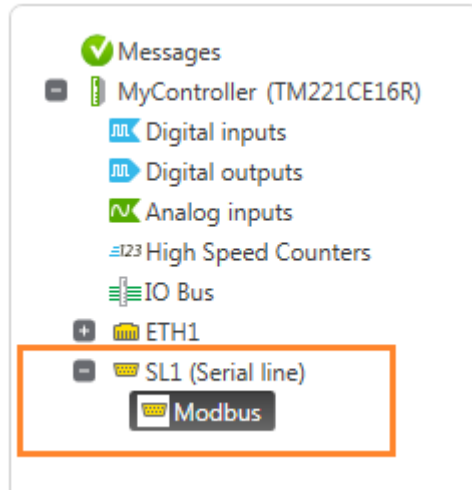 Messages
MyController (TM221CE16R)
Digital inputs
Digital outputs
Analog inputs
123 High Speed Counters
IO Bus
ETH1
SL1 (Serial line)
Modbus